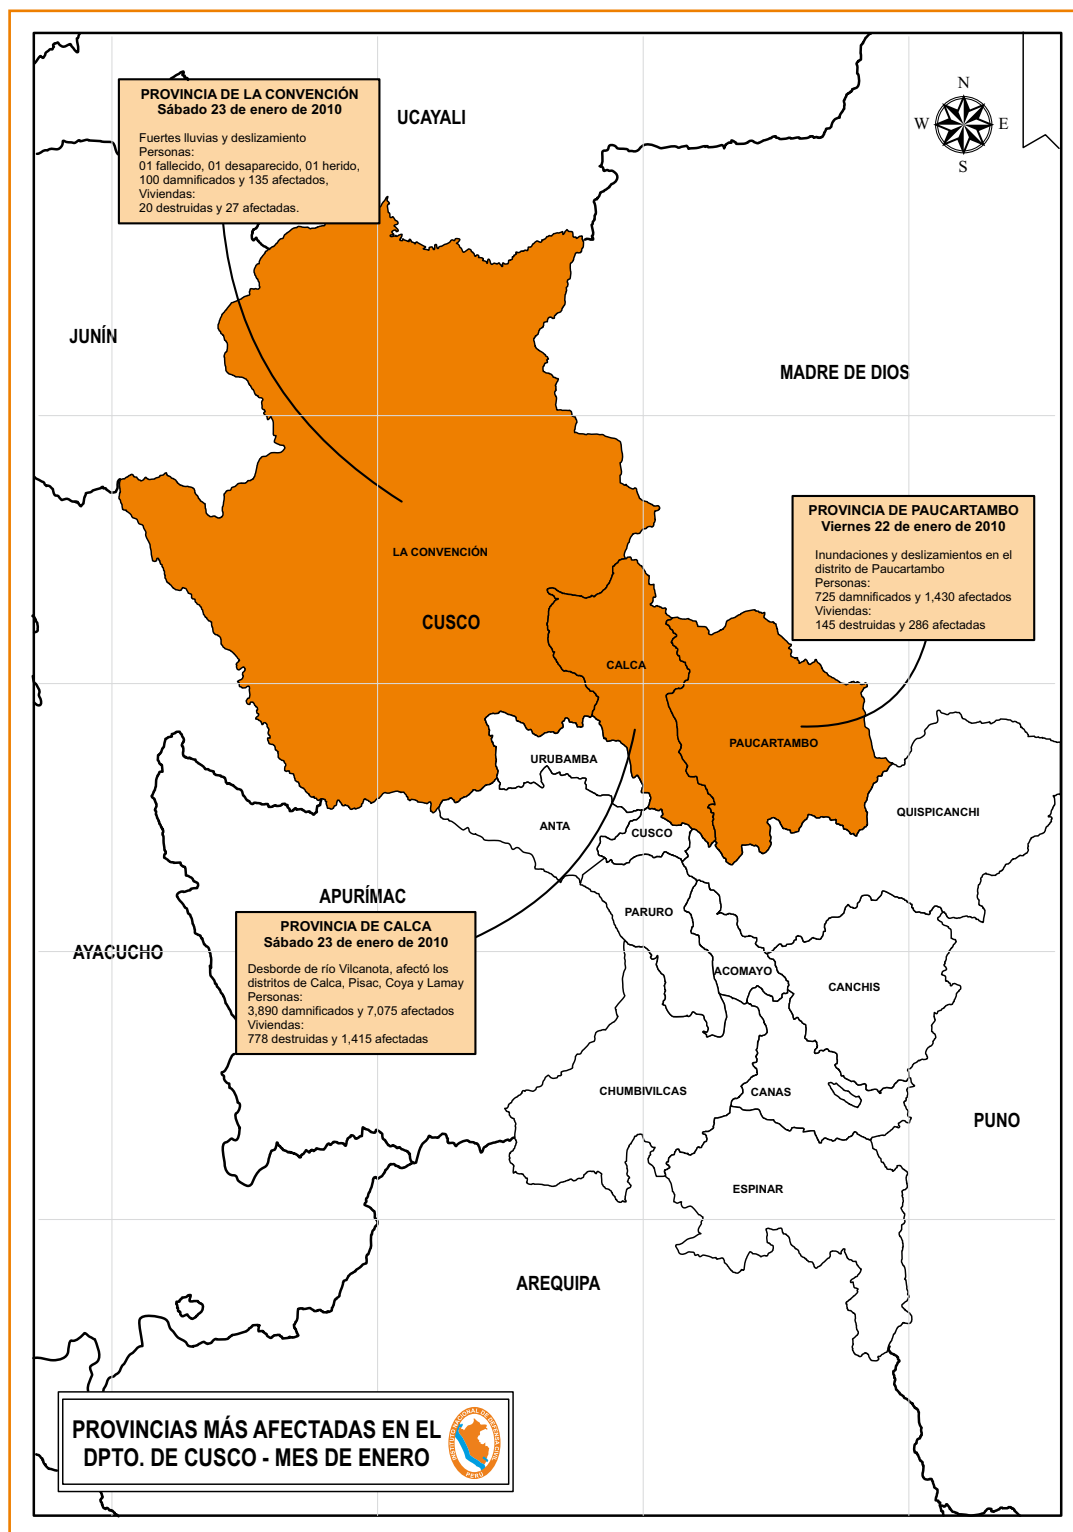 PROVINCIA DE LA CONVENCIÓN
Sábado 23 de enero de 2010
Fuertes lluvias y deslizamiento
Personas:
01 fallecido, 01 desaparecido, 01 herido,
100 damnificados y 135 afectados,
Viviendas:
20 destruidas y 27 afectadas.
UCAYALI
N
W
E
S
JUNÍN
MADRE DE DIOS
PROVINCIA DE PAUCARTAMBO
Viernes 22 de enero de 2010
Inundaciones y deslizamientos en el
distrito de Paucartambo
Personas:
725 damnificados y 1,430 afectados
Viviendas:
145 destruidas y 286 afectadas
LA CONVENCIÓN
CUSCO
CALCA
PAUCARTAMBO
URUBAMBA
QUISPICANCHI
ANTA
CUSCO
APURÍMAC
PARURO
AYACUCHO
PROVINCIA DE CALCA
Sábado 23 de enero de 2010
Desborde de río Vilcanota, afectó los
distritos de Calca, Pisac, Coya y Lamay
Personas:
3,890 damnificados y 7,075 afectados
Viviendas:
778 destruidas y 1,415 afectadas
ACOMAYO
CANCHIS
CHUMBIVILCAS
CANAS
PUNO
ESPINAR
AREQUIPA
PROVINCIAS MÁS AFECTADAS EN EL
DPTO. DE CUSCO - MES DE ENERO
INSTITUTO NACIONAL DE DEFENSA CIVIL
PERU